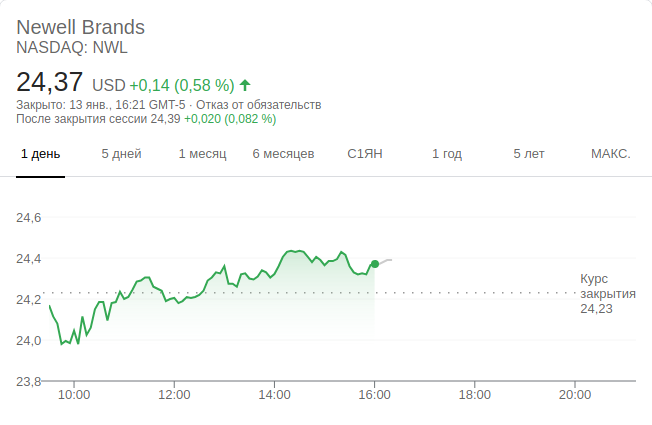 Newell Brands
NASDAQ: NWL
24,37 USD +0,14 (0,58 %)
Закрыто: 13 янв., 16:21 GMT-5 · Отказ от обязательств
После закрытия сессии 24,39 +0,020 (0,082 %)
1 день 5 дней 1 месяц 6 месяцев С1ЯН 1 год 5 лет МАКС.
24,6
24,4
24,2
24,0
23,8
Курс
закрытия
24,23
10:00 12:00 14:00 16:00 18:00 20:00